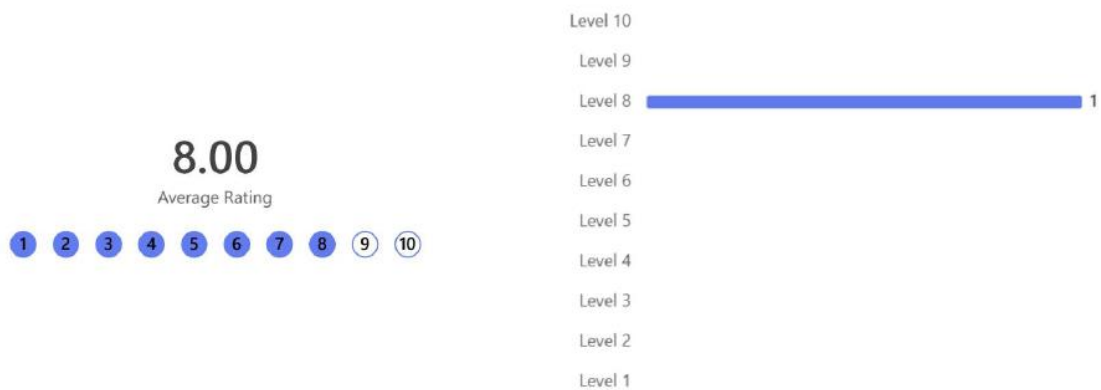 8.00
Average Rating
1 2 3 4 5 6 7 8 9 10
Level 10
Level 9
Level 8 1
Level 7
Level 6
Level 5
Level 4
Level 3
Level 2
Level 1